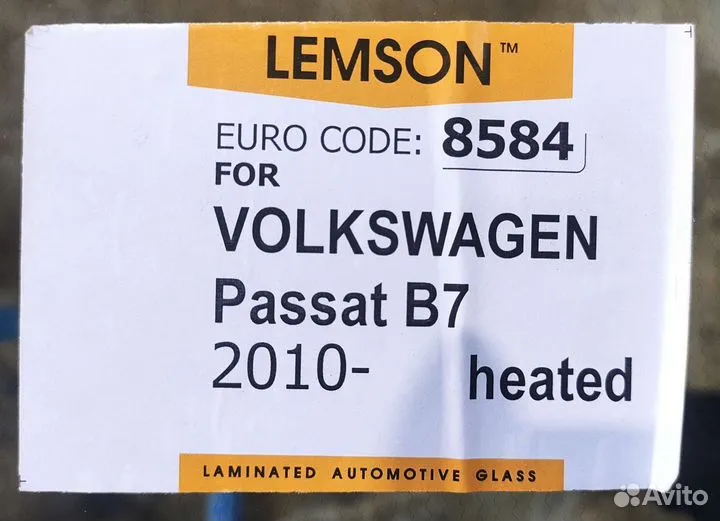 LEMSON™
EURO CODE: 8584
FOR
VOLKSWAGEN
Passat B7
2010- heated
LAMINATED AUTOMOTIVE GLASS
Avito